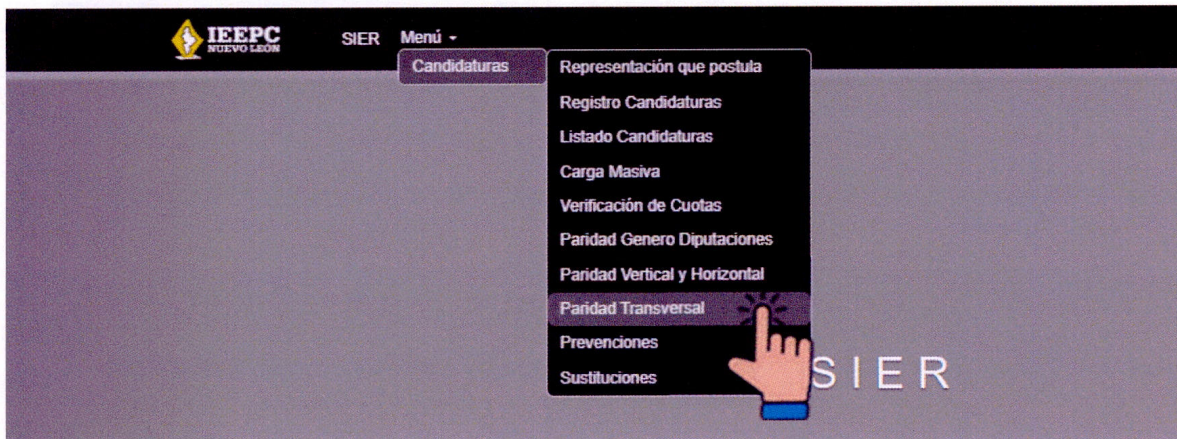 IEEPC
NUEVO LEÓN
SIER Menú
Candidaturas
Representación que postula
Registro Candidaturas
Listado Candidaturas
Carga Masiva
Verificación de Cuotas
Paridad Genero Diputaciones
Paridad Vertical y Horizontal
Paridad Transversal
Prevenciones
Sustituciones
SIER